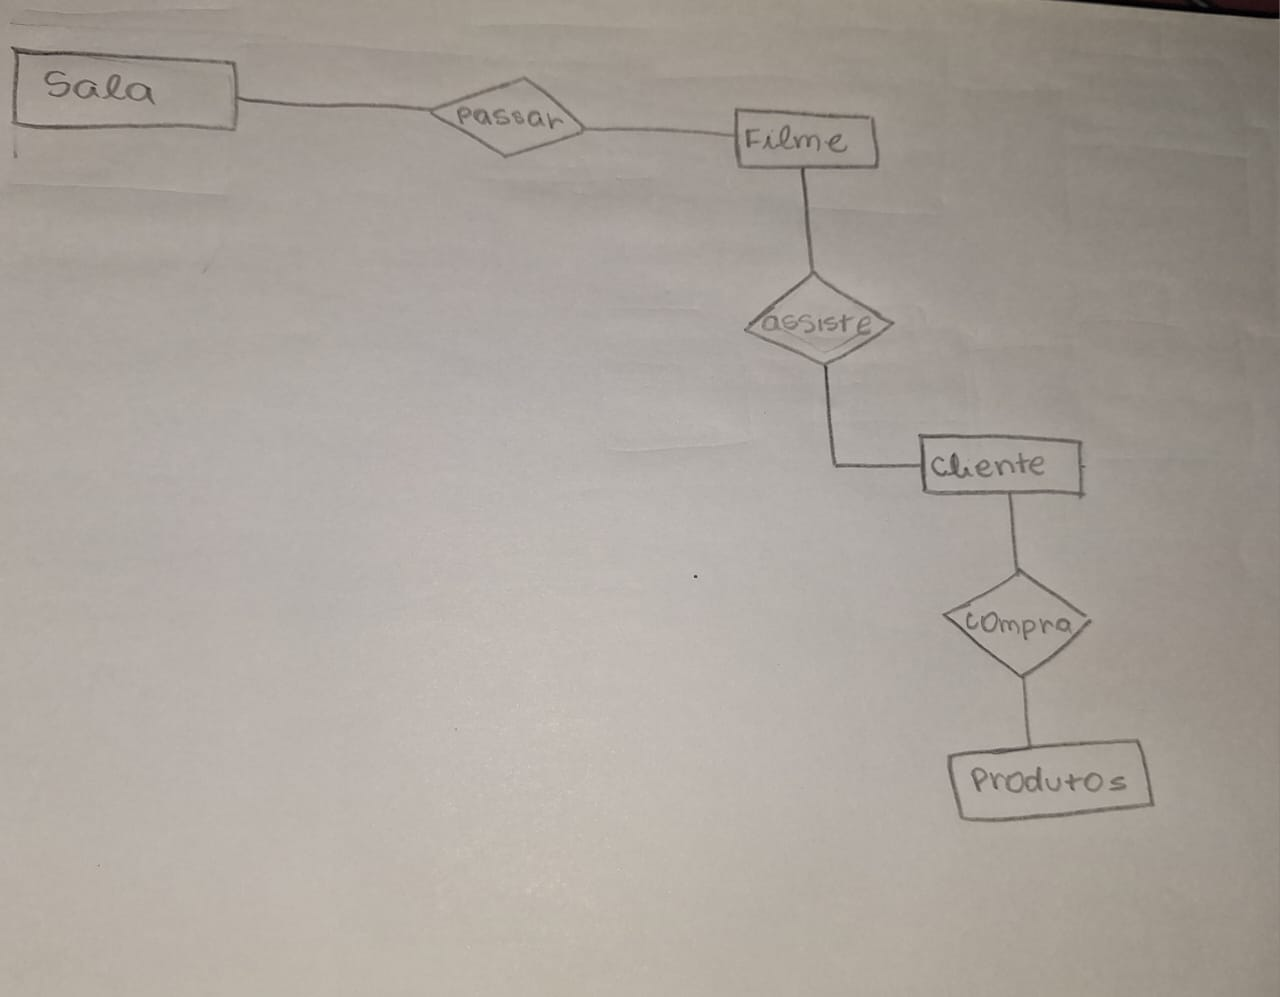 Sala
passar
Filme
assiste
Cliente
compra
Produtos